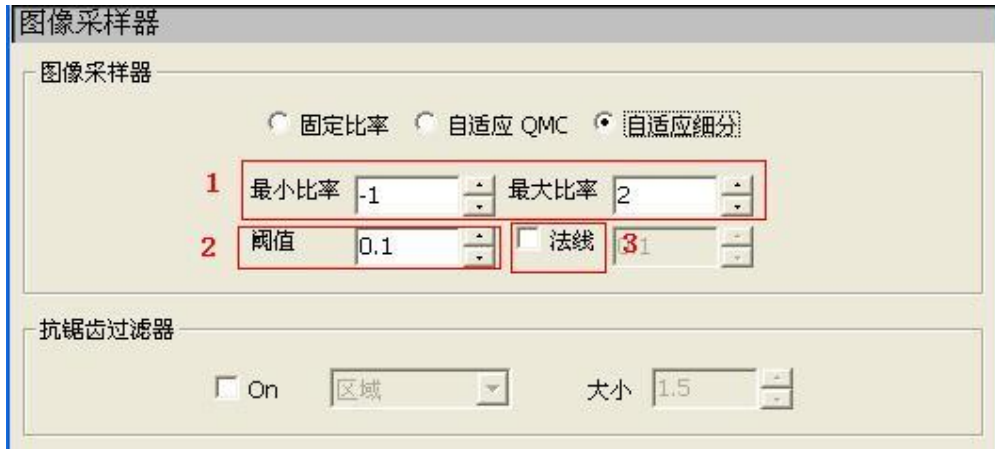 图像采样器
图像采样器
固定比率 自适应 QMC 自适应细分
1 最小比率 -1 最大比率 2
2 阈值 0.1 法线 3
抗锯齿过滤器
On 区域 大小 1.5